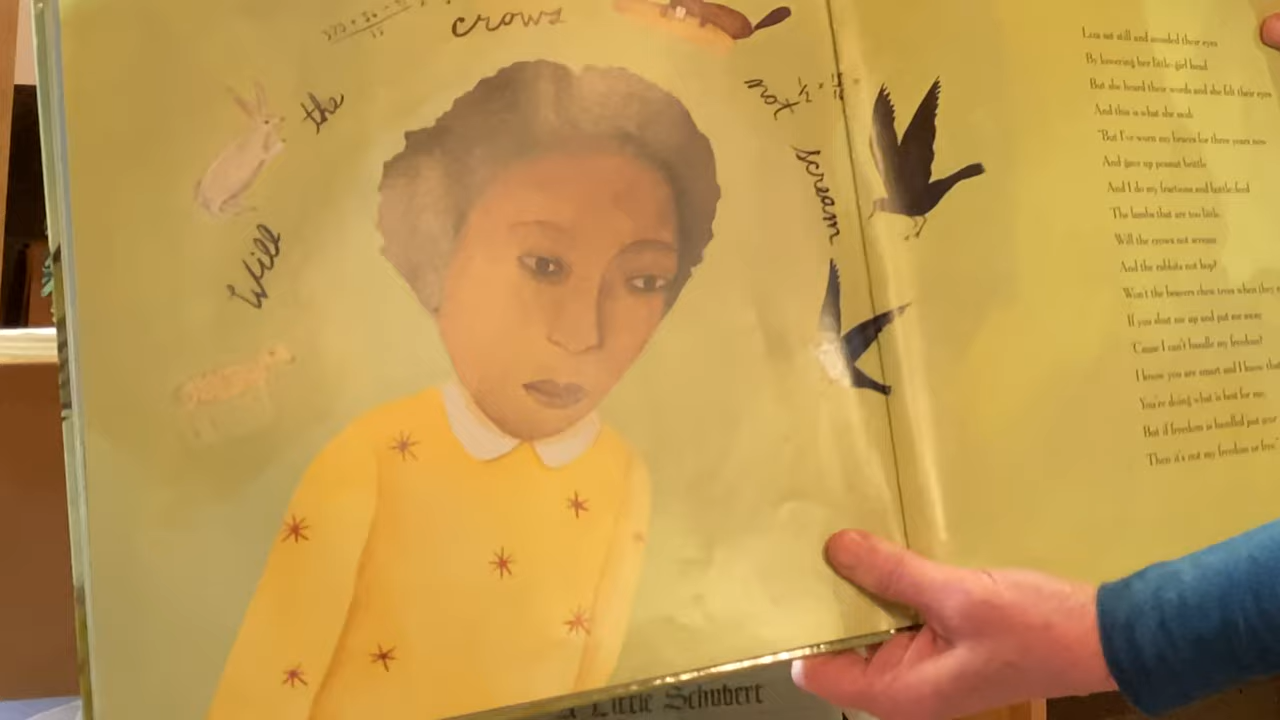 Will
the
crows
not
scream
Liza sat still and avoided their eyes
By lowering her little-girl head
But she heard their words and she felt their eyes
And this is what she said:
"But I've worn my braces for three years now
And gave up peanut brittle
And I do my fractions and bottle-feed
The lambs that are too little.
Will the crows not scream
And the rabbits not hop?
Won't the beavers chew trees when they
If you shut me up and put me away
'Cause I can't handle my freedom?
I know you are smart and I know that
You're doing what is best for me,
But if freedom is handled just your
Then it's not my freedom or free."
Little Schubert